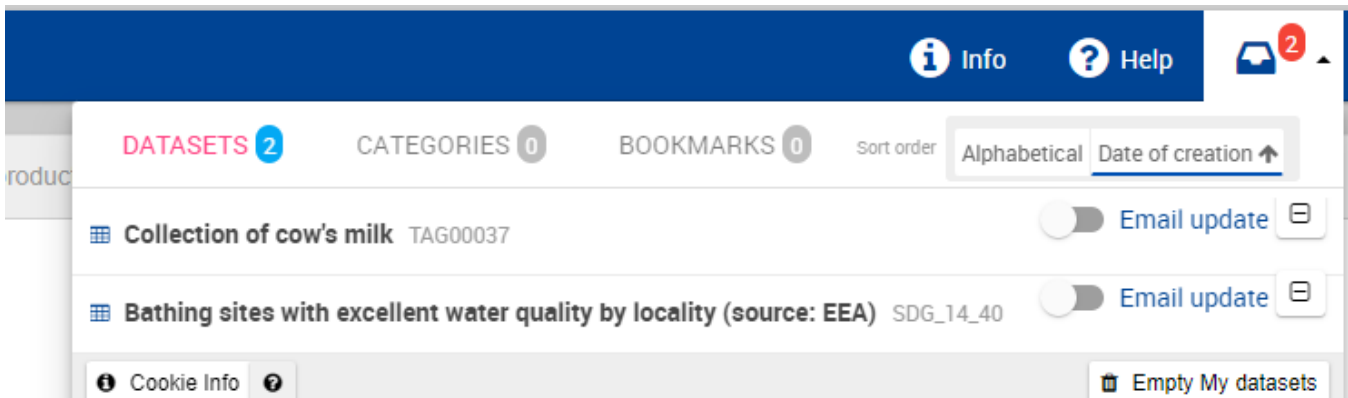 Info Help 2
DATASETS 2 CATEGORIES 0 BOOKMARKS 0 Sort order Alphabetical Date of creation
produc
Collection of cow's milk TAG00037 Email update
Bathing sites with excellent water quality by locality (source: EEA) SDG_14_40 Email update
Cookie Info Empty My datasets